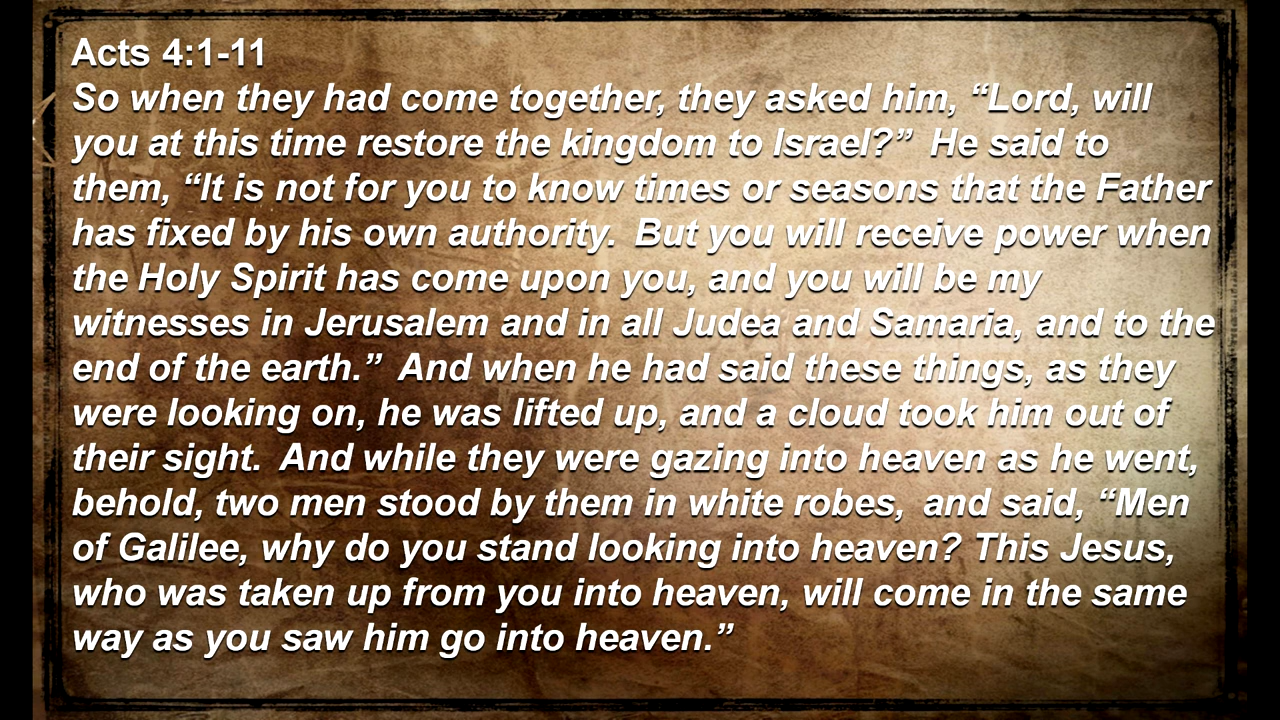 Acts 4:1-11
So when they had come together, they asked him, “Lord, will
you at this time restore the kingdom to Israel?”  He said to
them, “It is not for you to know times or seasons that the Father
has fixed by his own authority.  But you will receive power when
the Holy Spirit has come upon you, and you will be my
witnesses in Jerusalem and in all Judea and Samaria, and to the
end of the earth.”  And when he had said these things, as they
were looking on, he was lifted up, and a cloud took him out of
their sight.  And while they were gazing into heaven as he went,
behold, two men stood by them in white robes,  and said, “Men
of Galilee, why do you stand looking into heaven? This Jesus,
who was taken up from you into heaven, will come in the same
way as you saw him go into heaven.”